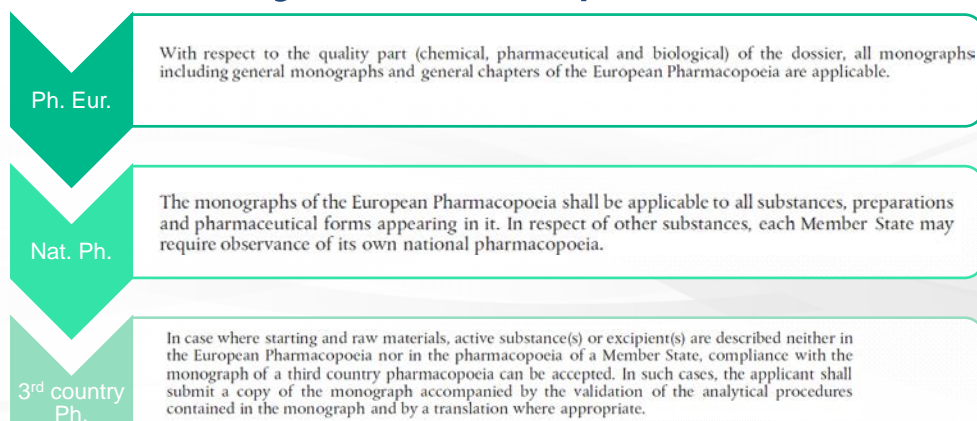 Ph. Eur.
With respect to the quality part (chemical, pharmaceutical and biological) of the dossier, all monographs
including general monographs and general chapters of the European Pharmacopoeia are applicable.
Nat. Ph.
The monographs of the European Pharmacopoeia shall be applicable to all substances, preparations
and pharmaceutical forms appearing in it. In respect of other substances, each Member State may
require observance of its own national pharmacopoeia.
3rd country
Ph.
In case where starting and raw materials, active substance(s) or excipient(s) are described neither in
the European Pharmacopoeia nor in the pharmacopoeia of a Member State, compliance with the
monograph of a third country pharmacopoeia can be accepted. In such cases, the applicant shall
submit a copy of the monograph accompanied by the validation of the analytical procedures
contained in the monograph and by a translation where appropriate.